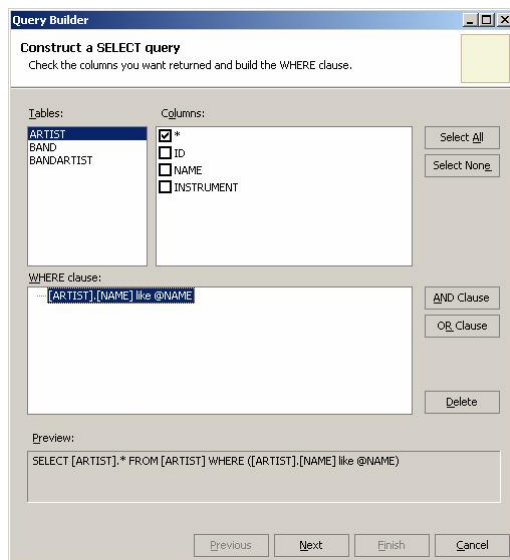 Query Builder
Construct a SELECT query
Check the columns you want returned and build the WHERE clause.
Tables:
Columns:
ARTIST
BAND
BANDARTIST
*
ID
NAME
INSTRUMENT
Select All
Select None
WHERE clause:
[ARTIST].[NAME] like @NAME
AND Clause
OR Clause
Delete
Preview:
SELECT [ARTIST].* FROM [ARTIST] WHERE ([ARTIST].[NAME] like @NAME)
Previous Next Finish Cancel